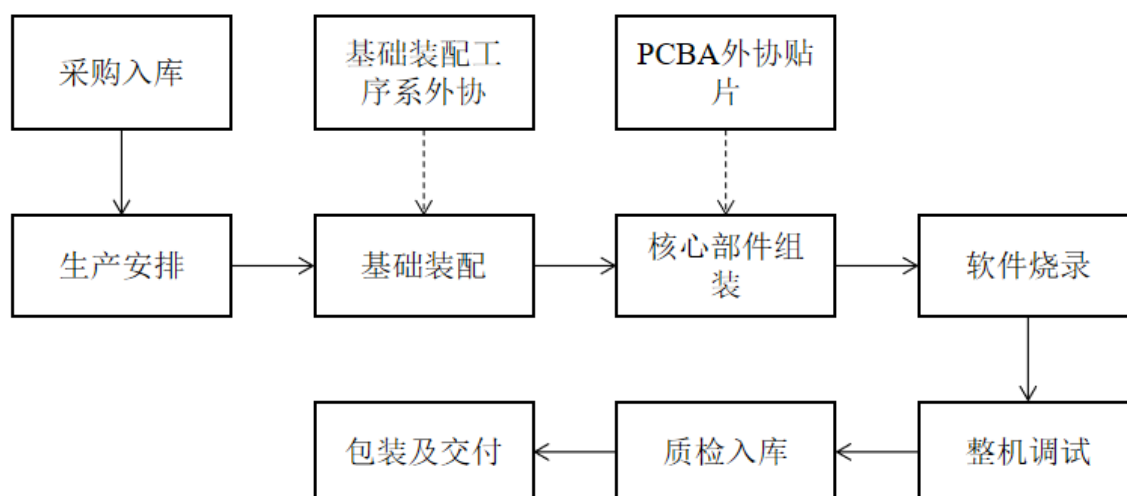 采购入库
基础装配工
序系外协
PCBA外协贴
片
生产安排
基础装配
核心部件组
装
软件烧录
包装及交付
质检入库
整机调试